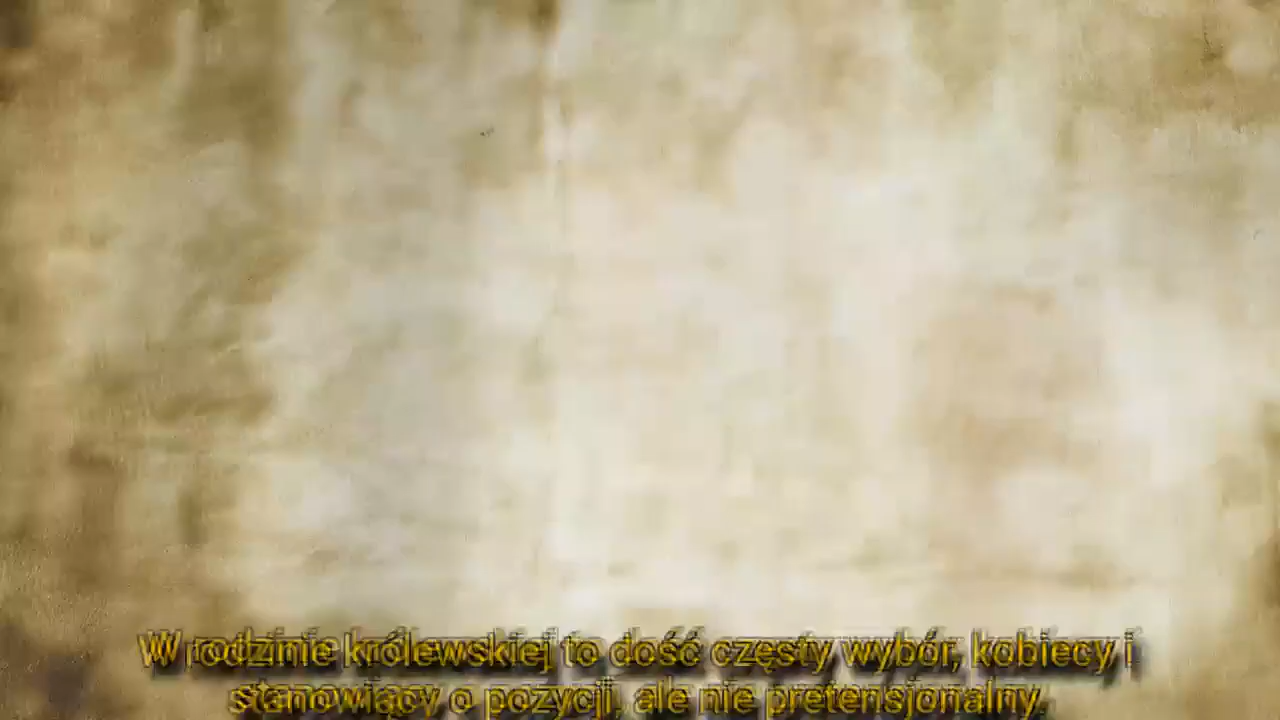 W rodzinie królewskiej to dość częsty wybór, kobiecy i
stanowiący o pozycji, ale nie pretensjonalny.